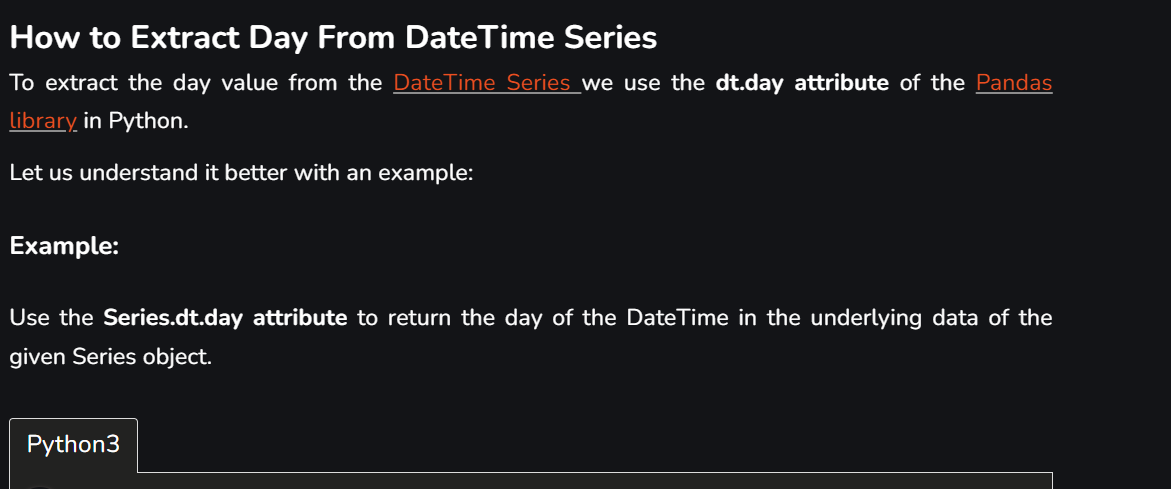 How to Extract Day From DateTime Series
To extract the day value from the DateTime Series we use the dt.day attribute of the Pandas
library in Python.
Let us understand it better with an example:
Example:
Use the Series.dt.day attribute to return the day of the DateTime in the underlying data of the
given Series object.
Python3